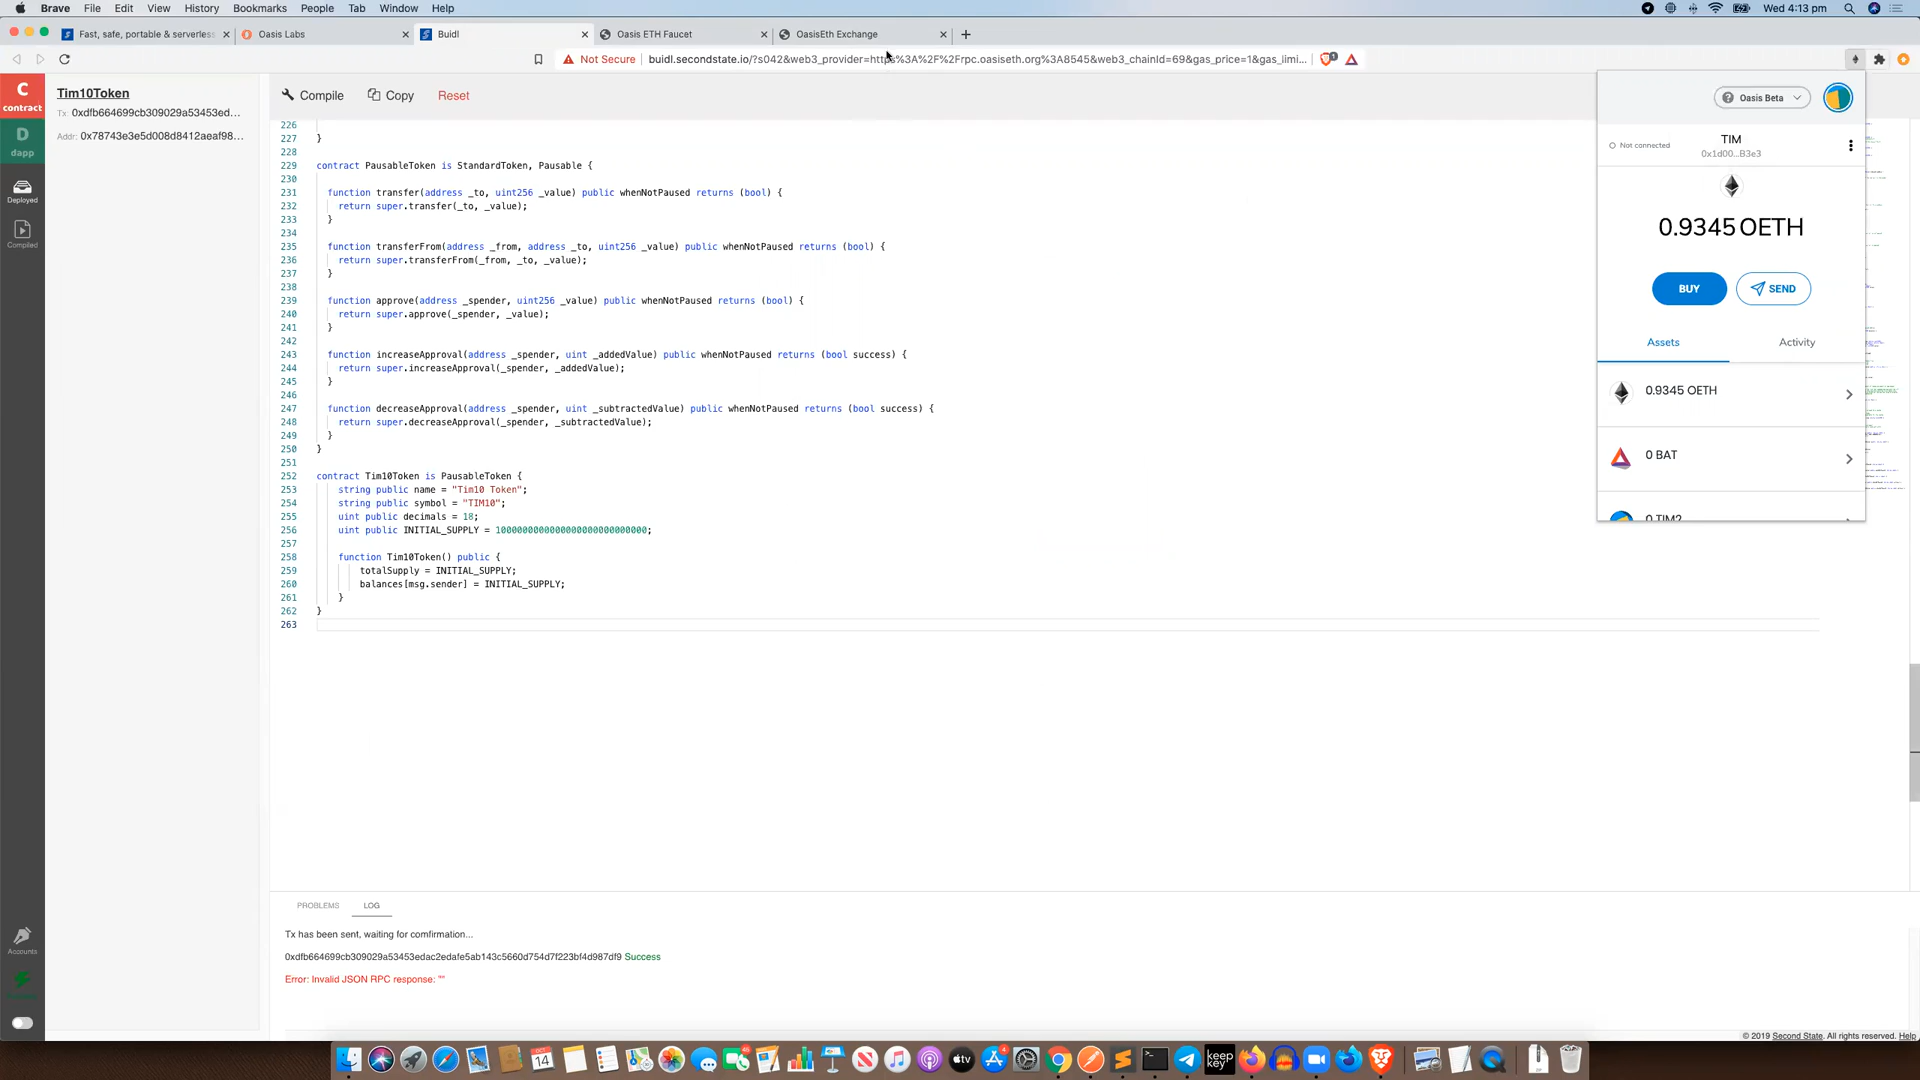 Brave File Edit View History Bookmarks People Tab Window Help
Wed 4:13 pm
Fast, safe, portable & serverless
Oasis Labs
Buidl
Oasis ETH Faucet
OasisEth Exchange
Not Secure
buidl.secondstate.io/?s042&web3_provider=https%3A%2F%2Frpc.oasiseth.org%3A8545&web3_chainId=69&gas_price=1&gas_limi...
C
contract
D
dapp
Deployed
Compiled
Accounts
Tim10Token
Tx: 0xdfb664699cb309029a53453ed...
Addr: 0x78743e3e5d008d8412aeaf98...
Compile Copy Reset
226
227 }
228
229 contract PausableToken is StandardToken, Pausable {
230
231 function transfer(address _to, uint256 _value) public whenNotPaused returns (bool) {
232 return super.transfer(_to, _value);
233 }
234
235 function transferFrom(address _from, address _to, uint256 _value) public whenNotPaused returns (bool) {
236 return super.transferFrom(_from, _to, _value);
237 }
238
239 function approve(address _spender, uint256 _value) public whenNotPaused returns (bool) {
240 return super.approve(_spender, _value);
241 }
242
243 function increaseApproval(address _spender, uint _addedValue) public whenNotPaused returns (bool success) {
244 return super.increaseApproval(_spender, _addedValue);
245 }
246
247 function decreaseApproval(address _spender, uint _subtractedValue) public whenNotPaused returns (bool success) {
248 return super.decreaseApproval(_spender, _subtractedValue);
249 }
250 }
251
252 contract Tim10Token is PausableToken {
253 string public name = "Tim10 Token";
254 string public symbol = "TIM10";
255 uint public decimals = 18;
256 uint public INITIAL_SUPPLY = 1000000000000000000000000000;
257
258 function Tim10Token() public {
259 totalSupply = INITIAL_SUPPLY;
260 balances[msg.sender] = INITIAL_SUPPLY;
261 }
262 }
263
Oasis Beta
Not connected
TIM
0x1d00...B3e3
0.9345 OETH
BUY SEND
Assets Activity
0.9345 OETH
0 BAT
0 TIM2
PROBLEMS LOG
Tx has been sent, waiting for comfirmation...
0xdfb664699cb309029a53453edac2edafe5ab143c5660d754d7f223bf4d987df9 Success
Error: Invalid JSON RPC response: ""
© 2019 Second State. All rights reserved. Help
OCT
14
keep
key